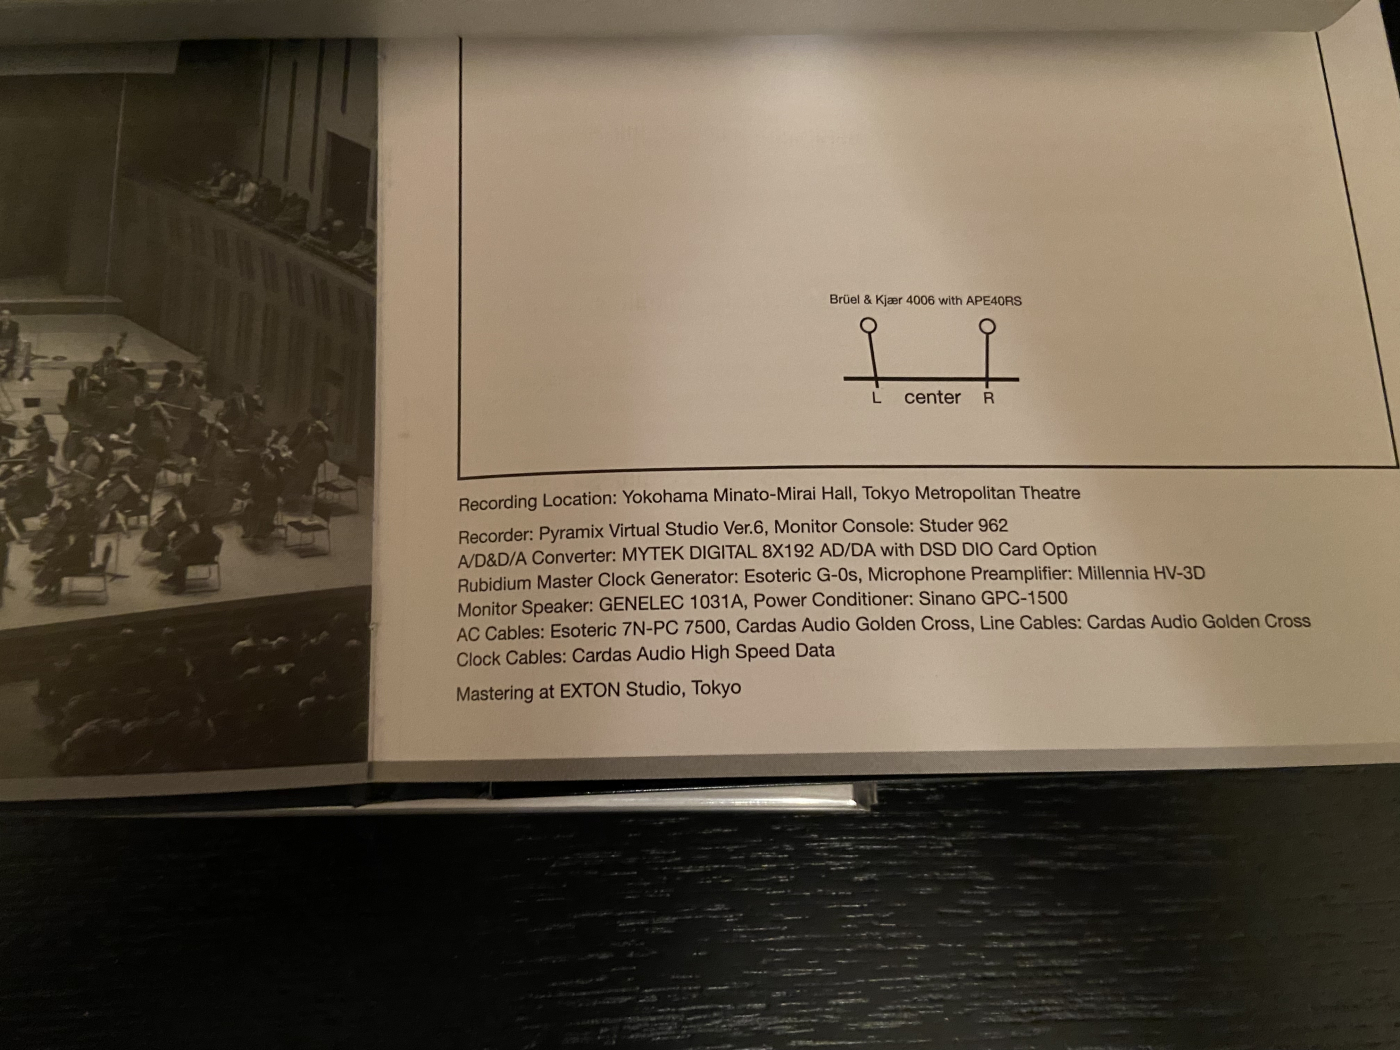 Brüel & Kjær 4006 with APE40RS
L center R
Recording Location: Yokohama Minato-Mirai Hall, Tokyo Metropolitan Theatre
Recorder: Pyramix Virtual Studio Ver.6, Monitor Console: Studer 962
A/D&D/A Converter: MYTEK DIGITAL 8X192 AD/DA with DSD DIO Card Option
Rubidium Master Clock Generator: Esoteric G-0s, Microphone Preamplifier: Millennia HV-3D
Monitor Speaker: GENELEC 1031A, Power Conditioner: Sinano GPC-1500
AC Cables: Esoteric 7N-PC 7500, Cardas Audio Golden Cross, Line Cables: Cardas Audio Golden Cross
Clock Cables: Cardas Audio High Speed Data
Mastering at EXTON Studio, Tokyo